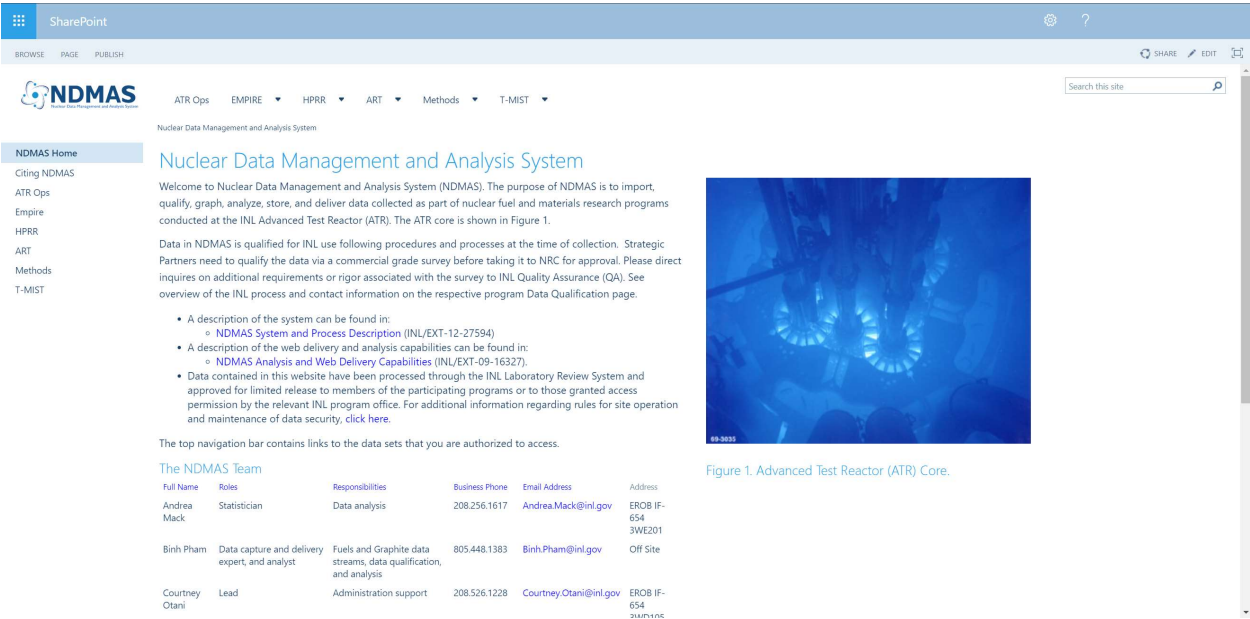 SharePoint
?
BROWSE PAGE PUBLISH
SHARE EDIT
NDMAS
Nuclear Data Management and Analysis System
ATR Ops EMPIRE HPRR ART Methods T-MIST
Search this site
Nuclear Data Management and Analysis System
NDMAS Home
Citing NDMAS
ATR Ops
Empire
HPRR
ART
Methods
T-MIST
Nuclear Data Management and Analysis System
Welcome to Nuclear Data Management and Analysis System (NDMAS). The purpose of NDMAS is to import,
qualify, graph, analyze, store, and deliver data collected as part of nuclear fuel and materials research programs
conducted at the INL Advanced Test Reactor (ATR). The ATR core is shown in Figure 1.
Data in NDMAS is qualified for INL use following procedures and processes at the time of collection. Strategic
Partners need to qualify the data via a commercial grade survey before taking it to NRC for approval. Please direct
inquires on additional requirements or rigor associated with the survey to INL Quality Assurance (QA). See
overview of the INL process and contact information on the respective program Data Qualification page.
• A description of the system can be found in:
◦ NDMAS System and Process Description (INL/EXT-12-27594)
• A description of the web delivery and analysis capabilities can be found in:
◦ NDMAS Analysis and Web Delivery Capabilities (INL/EXT-09-16327).
• Data contained in this website have been processed through the INL Laboratory Review System and
approved for limited release to members of the participating programs or to those granted access
permission by the relevant INL program office. For additional information regarding rules for site operation
and maintenance of data security, click here.
The top navigation bar contains links to the data sets that you are authorized to access.
69-5035
Figure 1. Advanced Test Reactor (ATR) Core.
The NDMAS Team
Full Name Roles Responsibilities Business Phone Email Address Address
Andrea Statistician Data analysis 208.256.1617 Andrea.Mack@inl.gov EROB IF-
Mack 654
3WE201
Binh Pham Data capture and delivery Fuels and Graphite data 805.448.1383 Binh.Pham@inl.gov Off Site
expert, and analyst streams, data qualification,
and analysis
Courtney Lead Administration support 208.526.1228 Courtney.Otani@inl.gov EROB IF-
Otani 654
3WD105